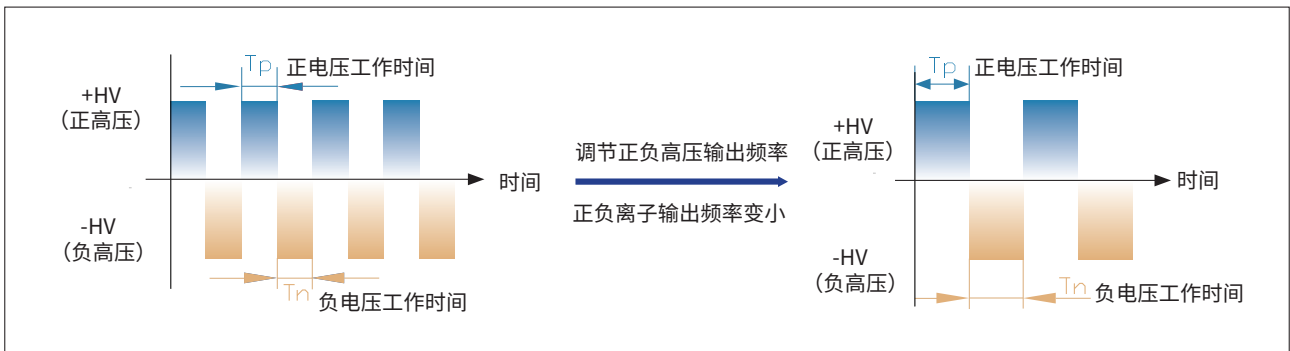 Tp 正电压工作时间
+HV
（正高压）
时间
-HV
（负高压）
Tn 负电压工作时间
调节正负高压输出频率
正负离子输出频率变小
Tp 正电压工作时间
+HV
（正高压）
时间
-HV
（负高压）
Tn 负电压工作时间